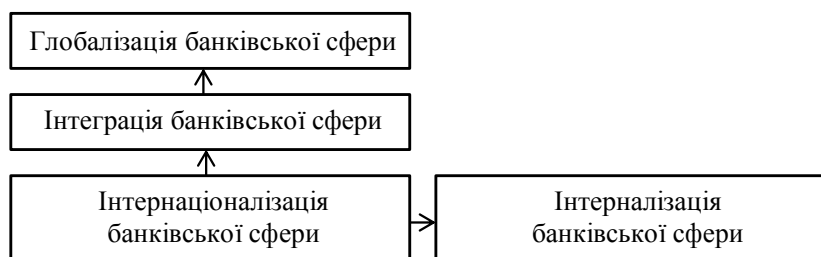 Глобалізація банківської сфери
Інтеграція банківської сфери
Інтернаціоналізація
банківської сфери
Інтерналізація
банківської сфери